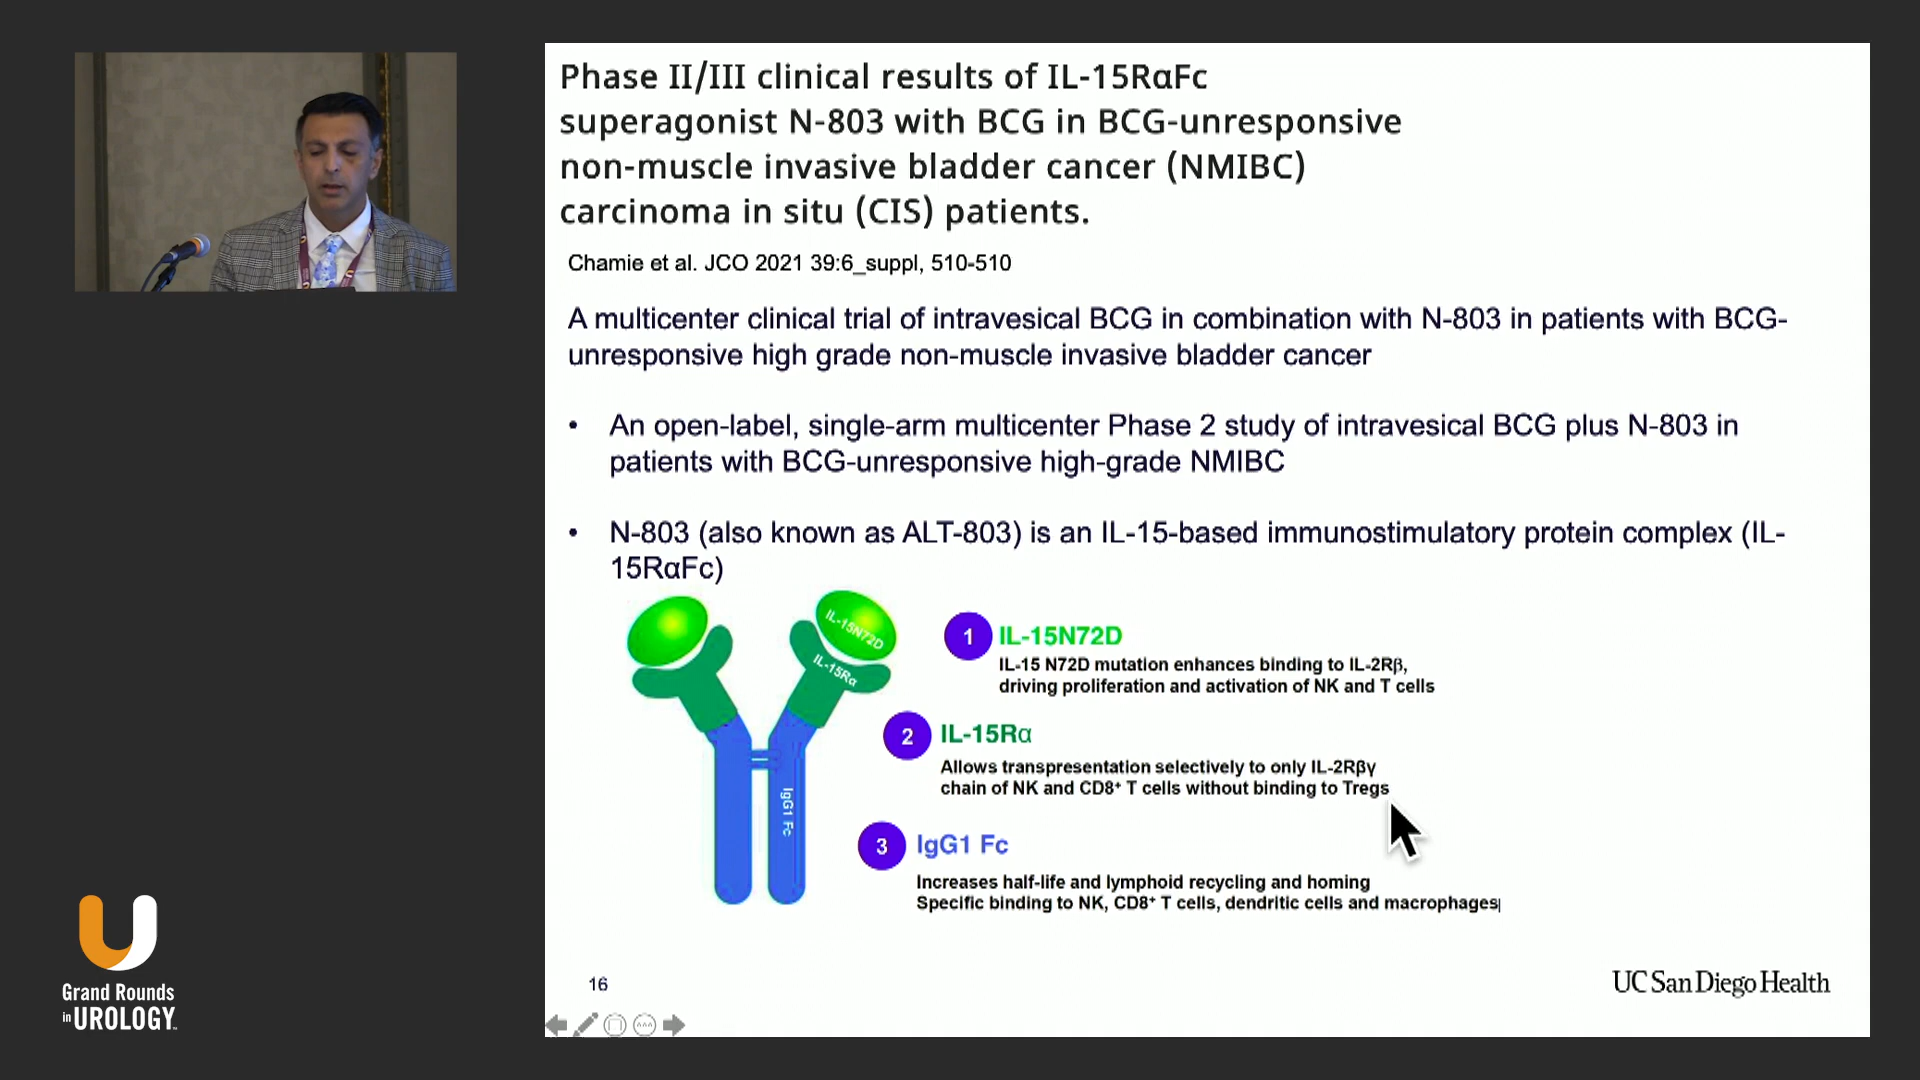 Phase II/III clinical results of IL-15RαFc
superagonist N-803 with BCG in BCG-unresponsive
non-muscle invasive bladder cancer (NMIBC)
carcinoma in situ (CIS) patients.
Chamie et al. JCO 2021 39:6_suppl, 510-510
A multicenter clinical trial of intravesical BCG in combination with N-803 in patients with BCG-
unresponsive high grade non-muscle invasive bladder cancer
• An open-label, single-arm multicenter Phase 2 study of intravesical BCG plus N-803 in
patients with BCG-unresponsive high-grade NMIBC
• N-803 (also known as ALT-803) is an IL-15-based immunostimulatory protein complex (IL-
15RαFc)
IL-15N72D
IL-15Rα
IgG1 Fc
1 IL-15N72D
IL-15 N72D mutation enhances binding to IL-2Rβ,
driving proliferation and activation of NK and T cells
2 IL-15Rα
Allows transpresentation selectively to only IL-2Rβγ
chain of NK and CD8⁺ T cells without binding to Tregs
3 IgG1 Fc
Increases half-life and lymphoid recycling and homing
Specific binding to NK, CD8⁺ T cells, dendritic cells and macrophages
16
UC San Diego Health
Grand Rounds
in UROLOGY™